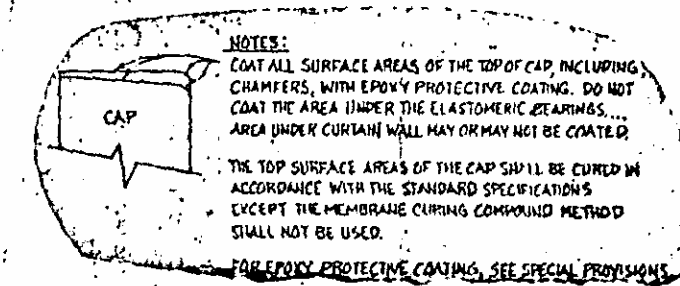 NOTES:
COAT ALL SURFACE AREAS OF THE TOP OF CAP, INCLUDING
CHAMFERS, WITH EPOXY PROTECTIVE COATING. DO NOT
COAT THE AREA UNDER THE ELASTOMERIC BEARINGS....
AREA UNDER CURTAIN WALL MAY OR MAY NOT BE COATED.
CAP
THE TOP SURFACE AREAS OF THE CAP SHALL BE CURED IN
ACCORDANCE WITH THE STANDARD SPECIFICATIONS
EXCEPT THE MEMBRANE CURING COMPOUND METHOD
SHALL NOT BE USED.
FOR EPOXY PROTECTIVE COATING, SEE SPECIAL PROVISIONS